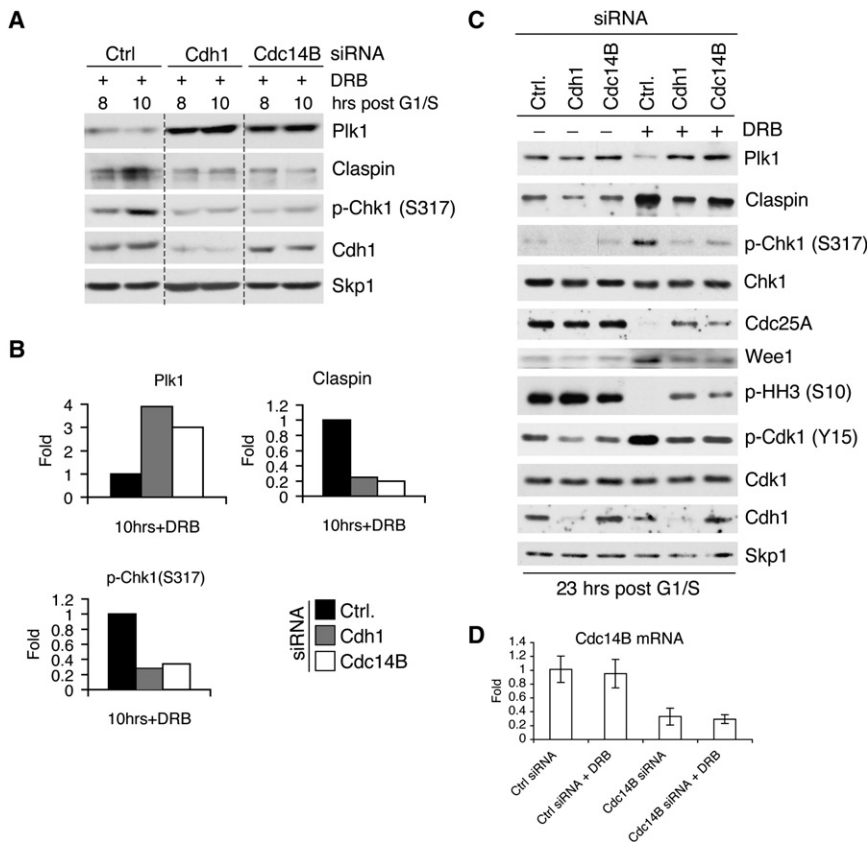 A
Ctrl Cdh1 Cdc14B siRNA
+ + + + + + DRB
8 10 8 10 8 10 hrs post G1/S
Plk1
Claspin
p-Chk1 (S317)
Cdh1
Skp1
B
Plk1
Fold
4
3
2
1
0
10hrs+DRB
Claspin
Fold
1.2
1
0.8
0.6
0.4
0.2
0
10hrs+DRB
p-Chk1(S317)
Fold
1.2
1
0.8
0.6
0.4
0.2
0
10hrs+DRB
siRNA
Ctrl.
Cdh1
Cdc14B
C
siRNA
Ctrl. Cdh1 Cdc14B Ctrl. Cdh1 Cdc14B
– – – + + + DRB
Plk1
Claspin
p-Chk1 (S317)
Chk1
Cdc25A
Wee1
p-HH3 (S10)
p-Cdk1 (Y15)
Cdk1
Cdh1
Skp1
23 hrs post G1/S
D
Cdc14B mRNA
Fold
1.4
1.2
1
0.8
0.6
0.4
0.2
0
Ctrl siRNA
Ctrl siRNA + DRB
Cdc14B siRNA
Cdc14B siRNA + DRB